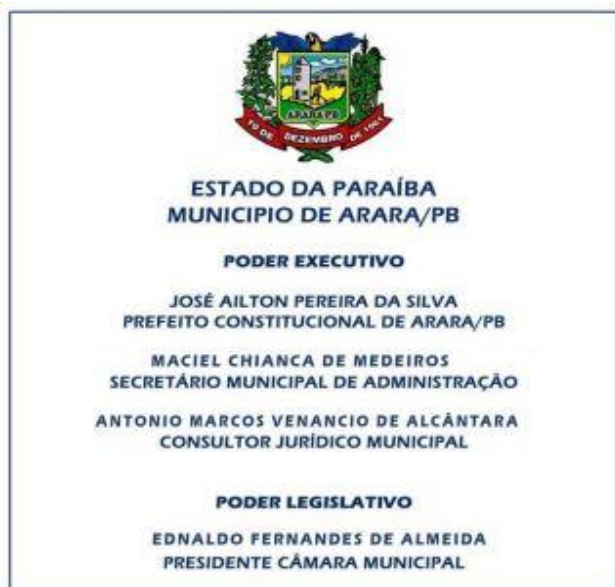 ARARA/PB
19 DE DEZEMBRO DE 1961
ESTADO DA PARAÍBA
MUNICIPIO DE ARARA/PB
PODER EXECUTIVO
JOSÉ AILTON PEREIRA DA SILVA
PREFEITO CONSTITUCIONAL DE ARARA/PB
MACIEL CHIANCA DE MEDEIROS
SECRETÁRIO MUNICIPAL DE ADMINISTRAÇÃO
ANTONIO MARCOS VENANCIO DE ALCÂNTARA
CONSULTOR JURÍDICO MUNICIPAL
PODER LEGISLATIVO
EDNALDO FERNANDES DE ALMEIDA
PRESIDENTE CÂMARA MUNICIPAL